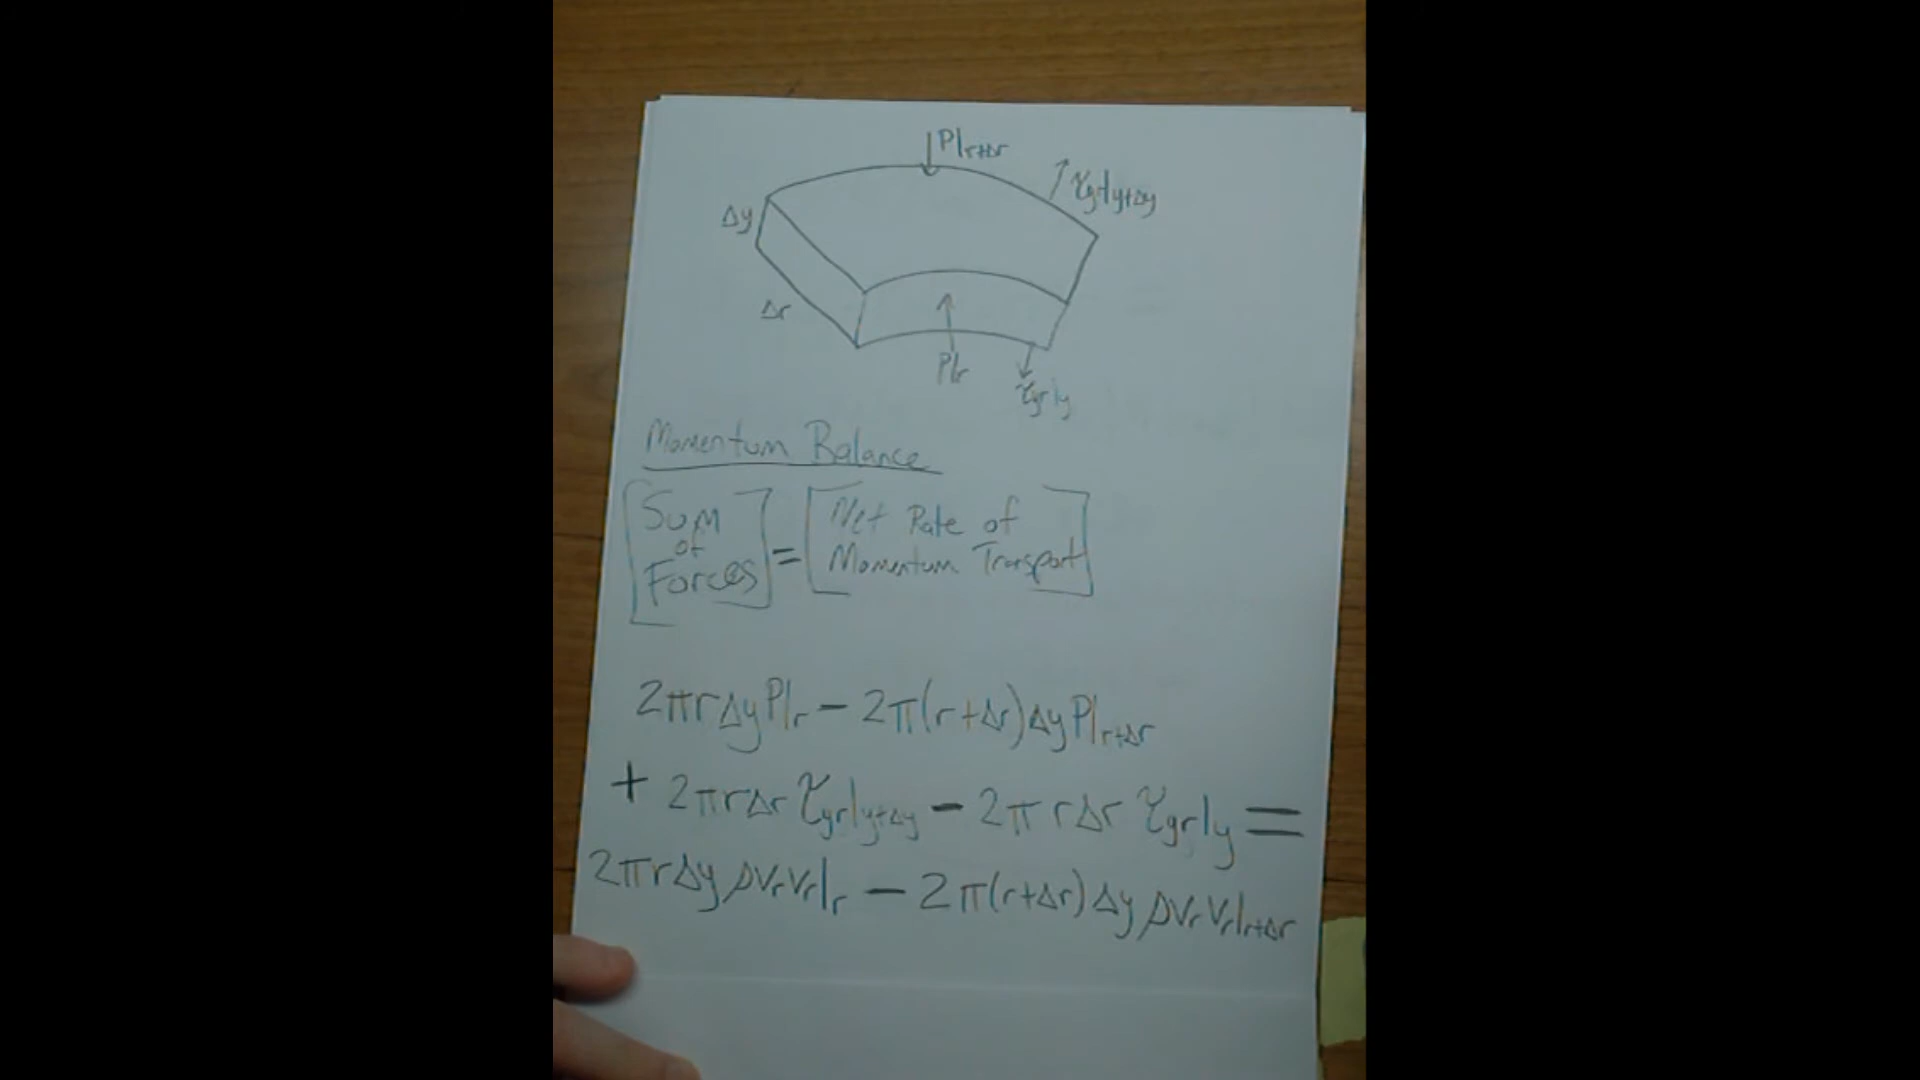 P|r+Δr
τyr|y+Δy
Δy
Δr
P|r
τyr|y
Momentum Balance
[Sum of Forces] = [Net Rate of Momentum Transport]
2πrΔyP|r − 2π(r+Δr)ΔyP|r+Δr
+ 2πrΔr τyr|y+Δy − 2πrΔr τyr|y =
2πrΔy ρVrVr|r − 2π(r+Δr)Δy ρVrVr|r+Δr